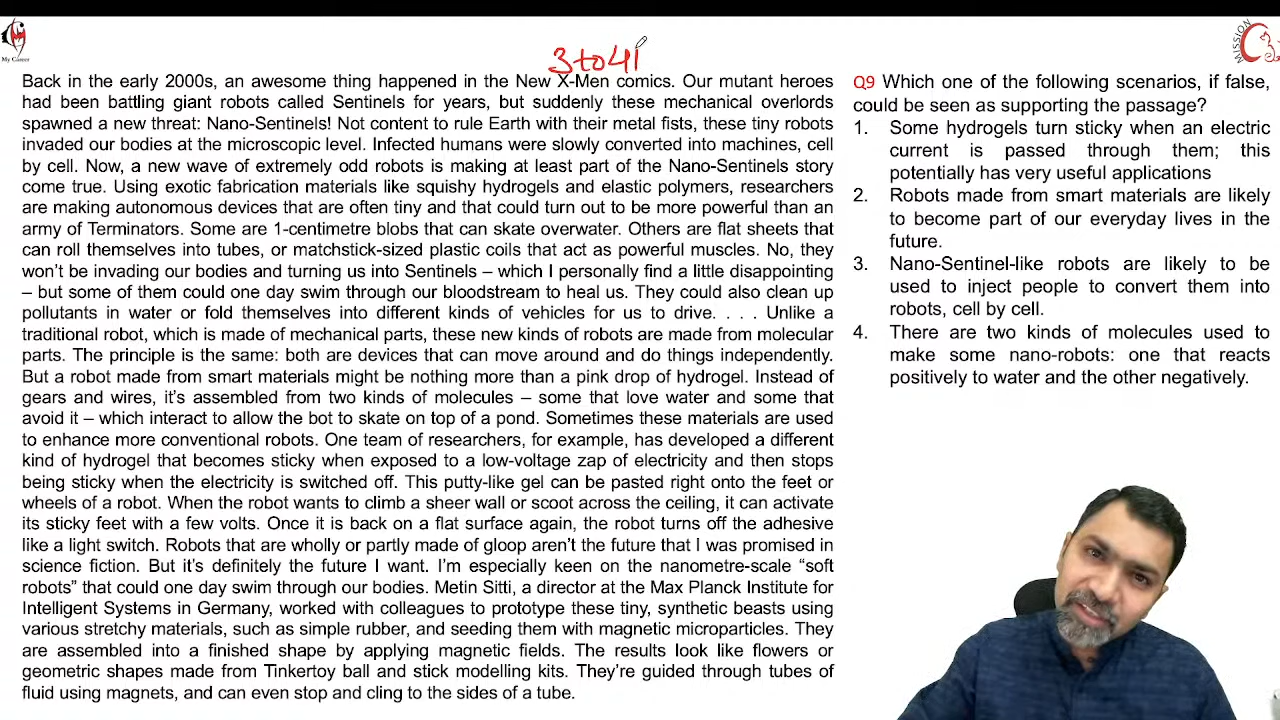 My Career
MISSION
3 to 4
Back in the early 2000s, an awesome thing happened in the New X-Men comics. Our mutant heroes
had been battling giant robots called Sentinels for years, but suddenly these mechanical overlords
spawned a new threat: Nano-Sentinels! Not content to rule Earth with their metal fists, these tiny robots
invaded our bodies at the microscopic level. Infected humans were slowly converted into machines, cell
by cell. Now, a new wave of extremely odd robots is making at least part of the Nano-Sentinels story
come true. Using exotic fabrication materials like squishy hydrogels and elastic polymers, researchers
are making autonomous devices that are often tiny and that could turn out to be more powerful than an
army of Terminators. Some are 1-centimetre blobs that can skate overwater. Others are flat sheets that
can roll themselves into tubes, or matchstick-sized plastic coils that act as powerful muscles. No, they
won't be invading our bodies and turning us into Sentinels – which I personally find a little disappointing
– but some of them could one day swim through our bloodstream to heal us. They could also clean up
pollutants in water or fold themselves into different kinds of vehicles for us to drive. . . . Unlike a
traditional robot, which is made of mechanical parts, these new kinds of robots are made from molecular
parts. The principle is the same: both are devices that can move around and do things independently.
But a robot made from smart materials might be nothing more than a pink drop of hydrogel. Instead of
gears and wires, it's assembled from two kinds of molecules – some that love water and some that
avoid it – which interact to allow the bot to skate on top of a pond. Sometimes these materials are used
to enhance more conventional robots. One team of researchers, for example, has developed a different
kind of hydrogel that becomes sticky when exposed to a low-voltage zap of electricity and then stops
being sticky when the electricity is switched off. This putty-like gel can be pasted right onto the feet or
wheels of a robot. When the robot wants to climb a sheer wall or scoot across the ceiling, it can activate
its sticky feet with a few volts. Once it is back on a flat surface again, the robot turns off the adhesive
like a light switch. Robots that are wholly or partly made of gloop aren't the future that I was promised in
science fiction. But it's definitely the future I want. I'm especially keen on the nanometre-scale "soft
robots" that could one day swim through our bodies. Metin Sitti, a director at the Max Planck Institute for
Intelligent Systems in Germany, worked with colleagues to prototype these tiny, synthetic beasts using
various stretchy materials, such as simple rubber, and seeding them with magnetic microparticles. They
are assembled into a finished shape by applying magnetic fields. The results look like flowers or
geometric shapes made from Tinkertoy ball and stick modelling kits. They're guided through tubes of
fluid using magnets, and can even stop and cling to the sides of a tube.
Q9 Which one of the following scenarios, if false,
could be seen as supporting the passage?
1. Some hydrogels turn sticky when an electric
current is passed through them; this
potentially has very useful applications
2. Robots made from smart materials are likely
to become part of our everyday lives in the
future.
3. Nano-Sentinel-like robots are likely to be
used to inject people to convert them into
robots, cell by cell.
4. There are two kinds of molecules used to
make some nano-robots: one that reacts
positively to water and the other negatively.